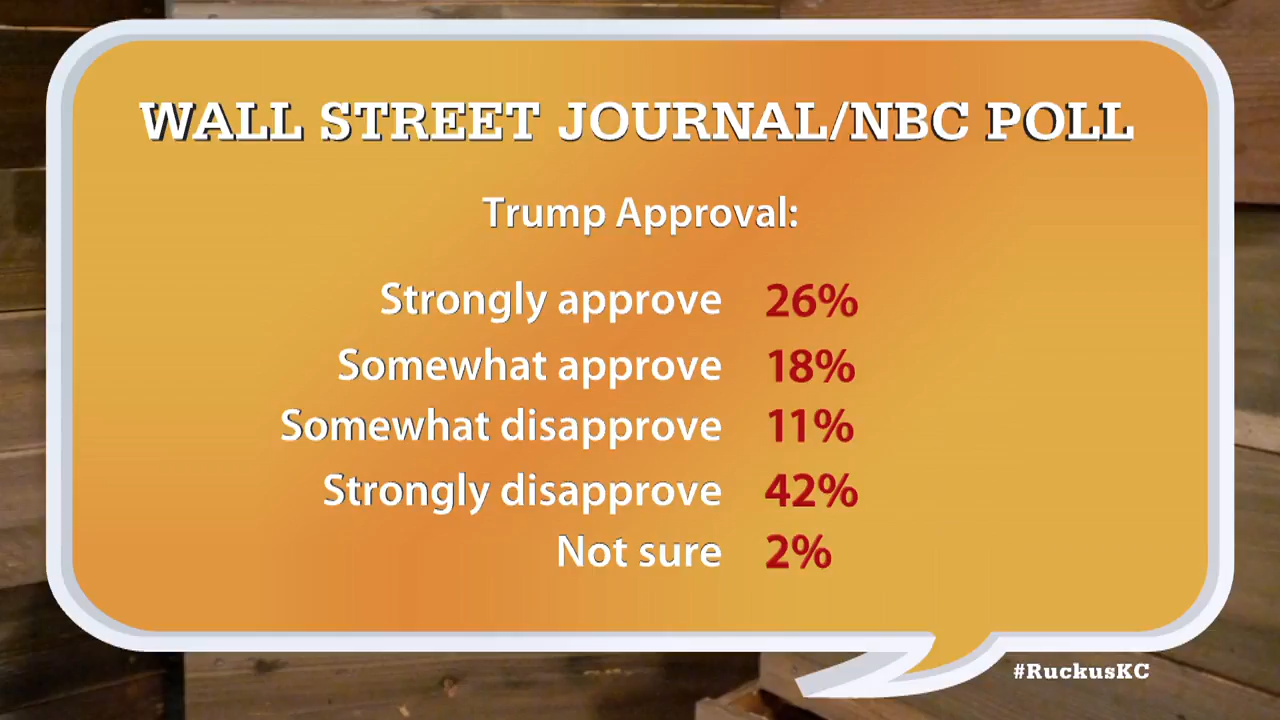 WALL STREET JOURNAL/NBC POLL
Trump Approval:
Strongly approve 26%
Somewhat approve 18%
Somewhat disapprove 11%
Strongly disapprove 42%
Not sure 2%
#RuckusKC